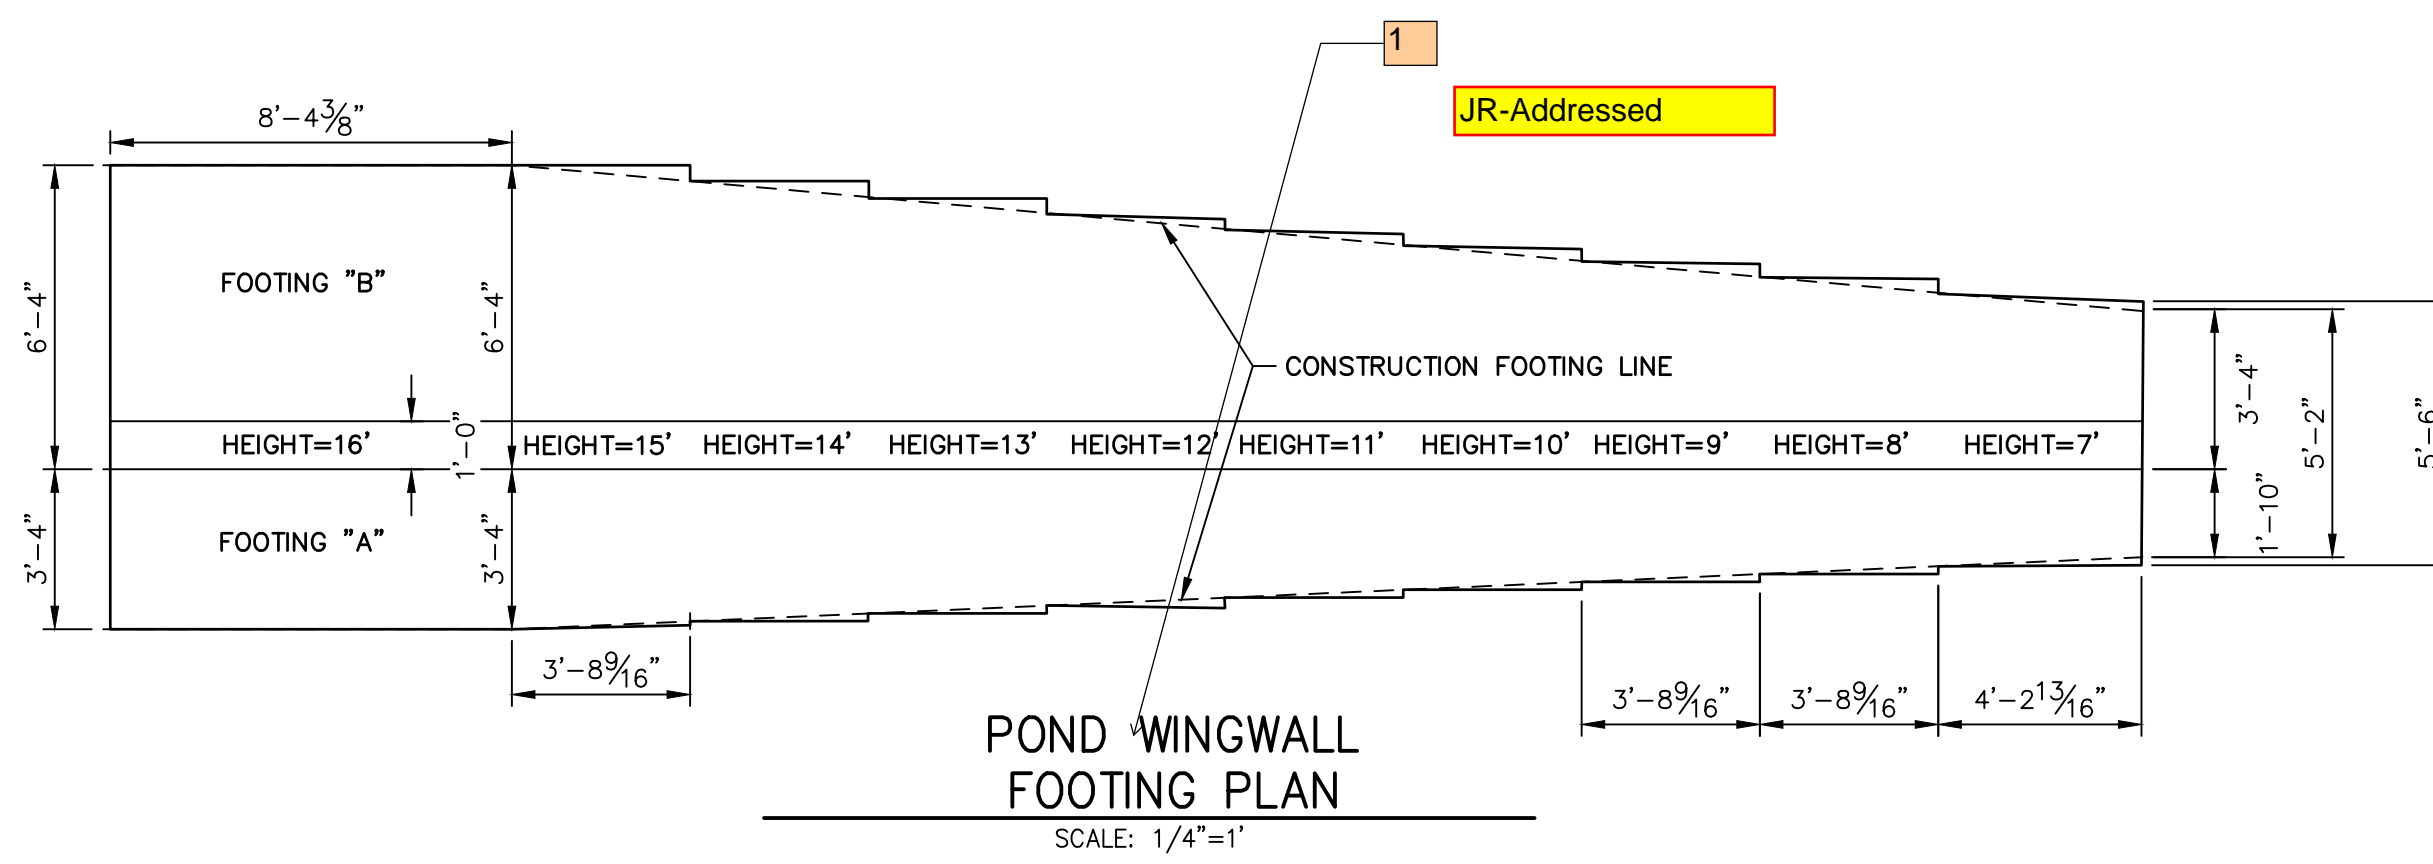 1
JR-Addressed
8'-4 3/8"
FOOTING "B"
6'-4"
6'-4"
CONSTRUCTION FOOTING LINE
3'-4"
5'-2"
5'-6"
1'-0"
HEIGHT=16' HEIGHT=15' HEIGHT=14' HEIGHT=13' HEIGHT=12' HEIGHT=11' HEIGHT=10' HEIGHT=9' HEIGHT=8' HEIGHT=7'
FOOTING "A"
3'-4"
3'-4"
1'-10"
3'-8 9/16"
3'-8 9/16"
3'-8 9/16"
4'-2 13/16"
POND WINGWALL
FOOTING PLAN
SCALE: 1/4"=1'